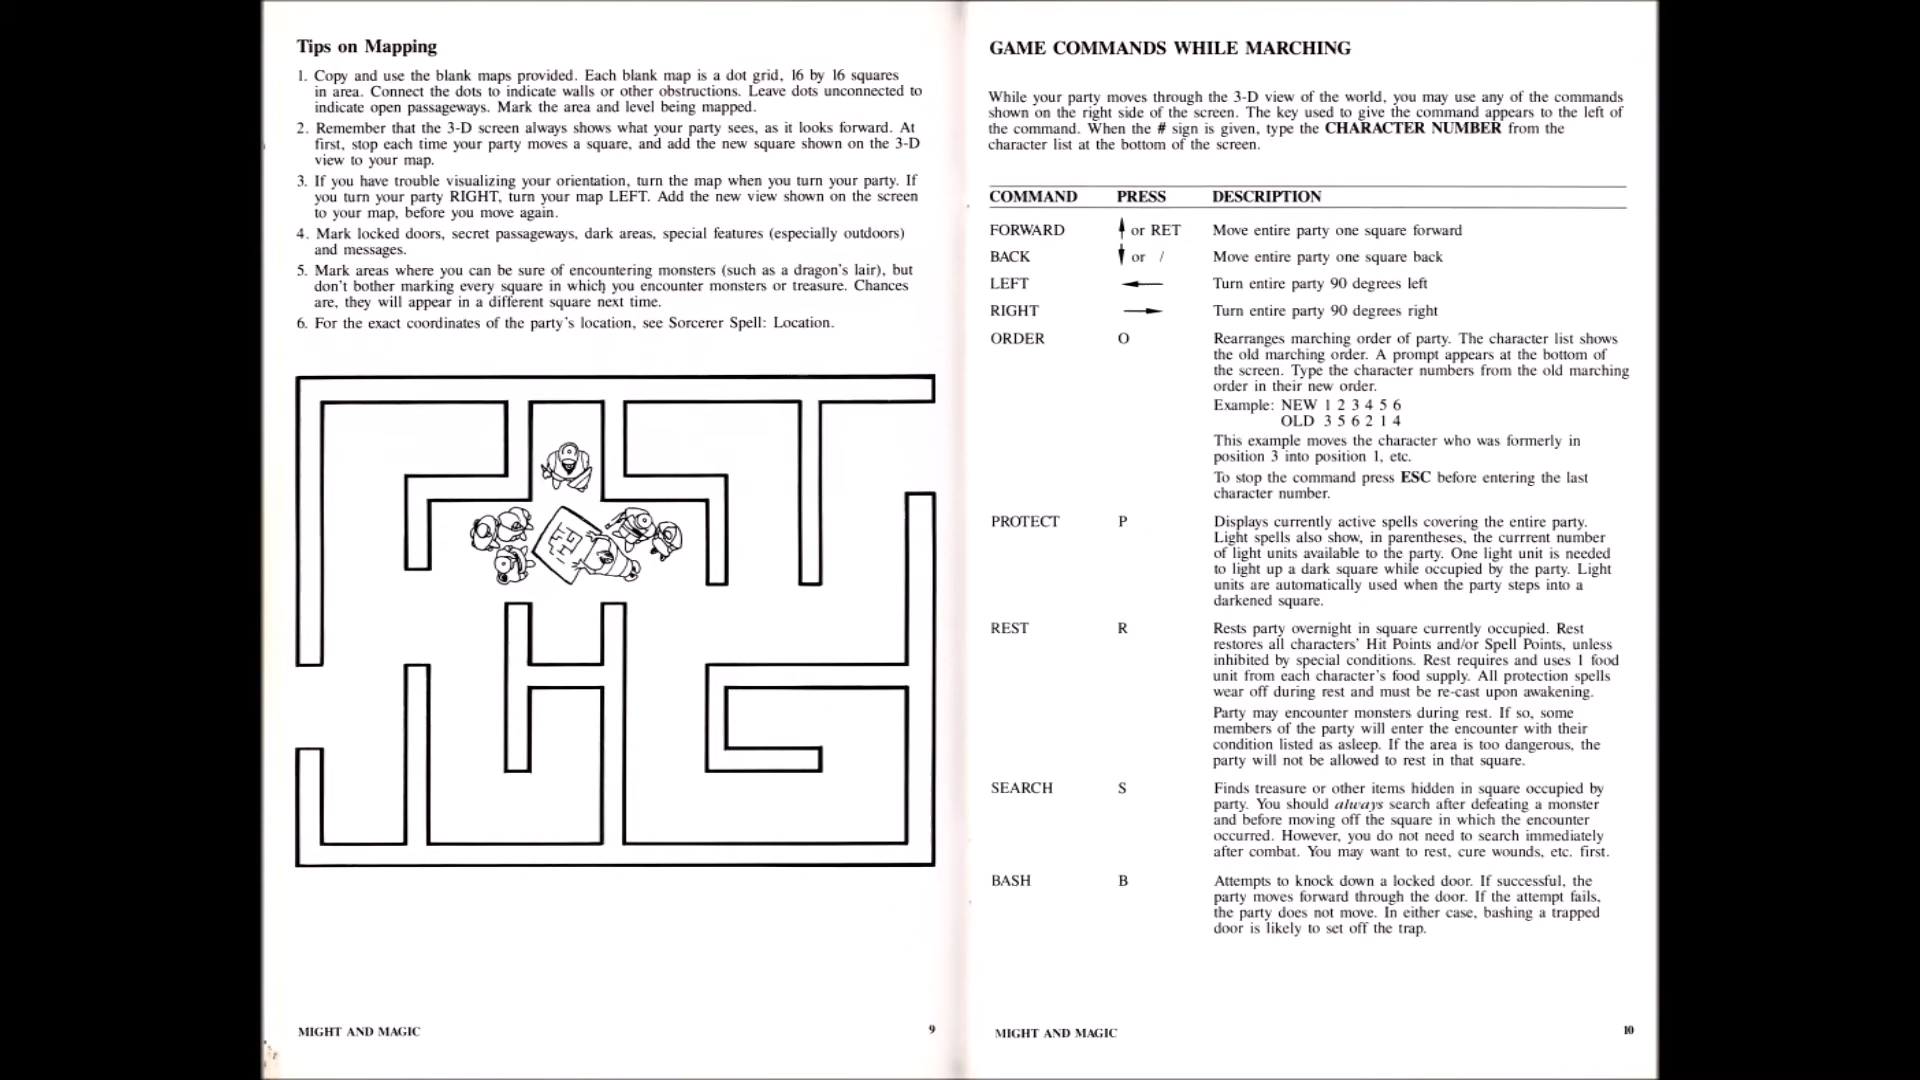 Tips on Mapping
1. Copy and use the blank maps provided. Each blank map is a dot grid, 16 by 16 squares
in area. Connect the dots to indicate walls or other obstructions. Leave dots unconnected to
indicate open passageways. Mark the area and level being mapped.
2. Remember that the 3-D screen always shows what your party sees, as it looks forward. At
first, stop each time your party moves a square, and add the new square shown on the 3-D
view to your map.
3. If you have trouble visualizing your orientation, turn the map when you turn your party. If
you turn your party RIGHT, turn your map LEFT. Add the new view shown on the screen
to your map, before you move again.
4. Mark locked doors, secret passageways, dark areas, special features (especially outdoors)
and messages.
5. Mark areas where you can be sure of encountering monsters (such as a dragon's lair), but
don't bother marking every square in which you encounter monsters or treasure. Chances
are, they will appear in a different square next time.
6. For the exact coordinates of the party's location, see Sorcerer Spell: Location.
MIGHT AND MAGIC 9
GAME COMMANDS WHILE MARCHING
While your party moves through the 3-D view of the world, you may use any of the commands
shown on the right side of the screen. The key used to give the command appears to the left of
the command. When the # sign is given, type the CHARACTER NUMBER from the
character list at the bottom of the screen.
COMMAND PRESS DESCRIPTION
FORWARD or RET Move entire party one square forward
BACK or / Move entire party one square back
LEFT Turn entire party 90 degrees left
RIGHT Turn entire party 90 degrees right
ORDER O Rearranges marching order of party. The character list shows
the old marching order. A prompt appears at the bottom of
the screen. Type the character numbers from the old marching
order in their new order.
Example: NEW 1 2 3 4 5 6
OLD 3 5 6 2 1 4
This example moves the character who was formerly in
position 3 into position 1, etc.
To stop the command press ESC before entering the last
character number.
PROTECT P Displays currently active spells covering the entire party.
Light spells also show, in parentheses, the currrent number
of light units available to the party. One light unit is needed
to light up a dark square while occupied by the party. Light
units are automatically used when the party steps into a
darkened square.
REST R Rests party overnight in square currently occupied. Rest
restores all characters' Hit Points and/or Spell Points, unless
inhibited by special conditions. Rest requires and uses 1 food
unit from each character's food supply. All protection spells
wear off during rest and must be re-cast upon awakening.
Party may encounter monsters during rest. If so, some
members of the party will enter the encounter with their
condition listed as asleep. If the area is too dangerous, the
party will not be allowed to rest in that square.
SEARCH S Finds treasure or other items hidden in square occupied by
party. You should always search after defeating a monster
and before moving off the square in which the encounter
occurred. However, you do not need to search immediately
after combat. You may want to rest, cure wounds, etc. first.
BASH B Attempts to knock down a locked door. If successful, the
party moves forward through the door. If the attempt fails,
the party does not move. In either case, bashing a trapped
door is likely to set off the trap.
MIGHT AND MAGIC 10